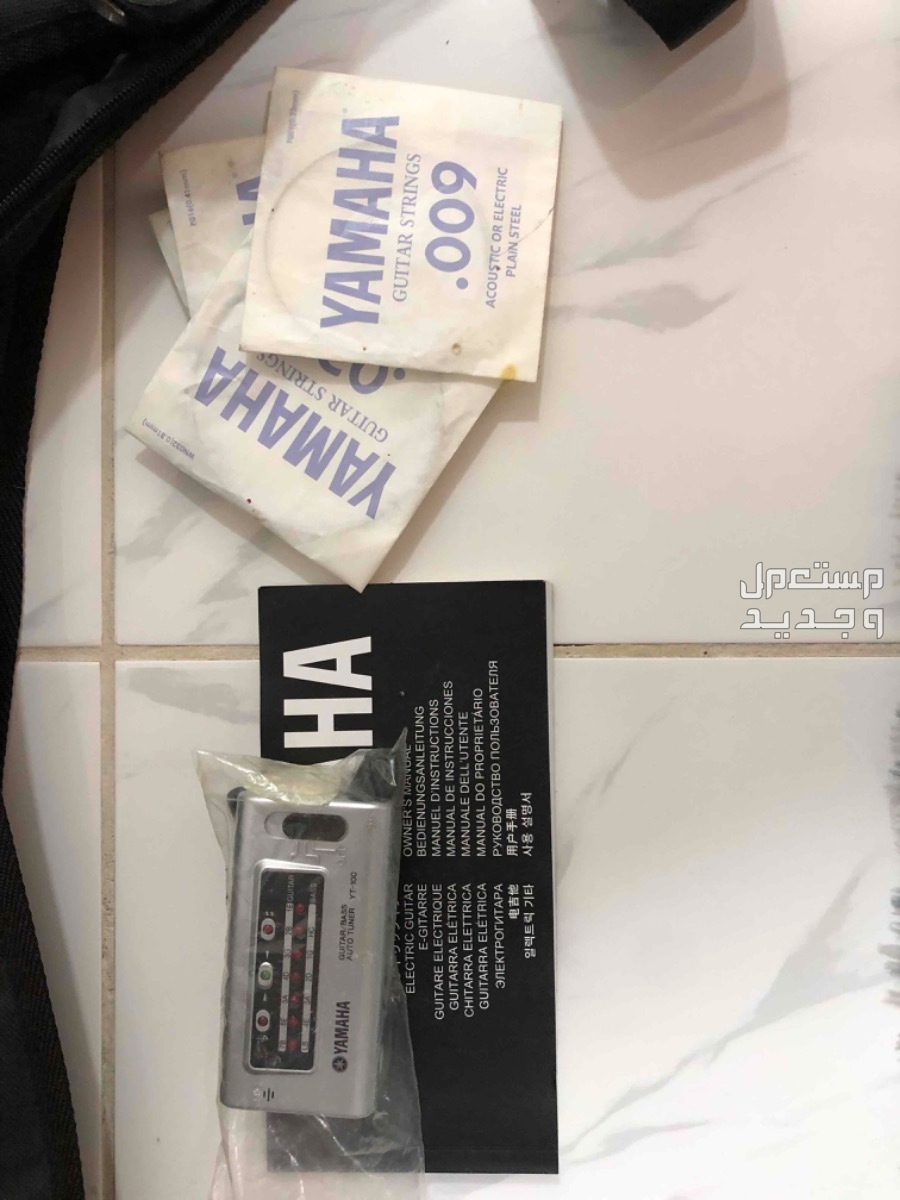 YAMAHA
GUITAR STRINGS
.009
ACOUSTIC OR ELECTRIC
PLAIN STEEL
YAMAHA
GUITAR STRINGS
HA
OWNER'S MANUAL
BEDIENUNGSANLEITUNG
MANUEL D'INSTRUCTIONS
MANUAL DE INSTRUCCIONES
MANUALE DELL'UTENTE
MANUAL DO PROPRIETÁRIO
РУКОВОДСТВО ПОЛЬЗОВАТЕЛЯ
用户手册
사용 설명서
ELECTRIC GUITAR
E-GITARRE
GUITARE ELECTRIQUE
GUITARRA ELÉTRICA
CHITARRA ELETTRICA
GUITARRA ELÉTRICA
ЭЛЕКТРОГИТАРА
电吉他
일렉트릭 기타
YAMAHA
GUITAR/BASS
AUTO TUNER YT-100
GUITAR
BASS
مستعمل
وجديد